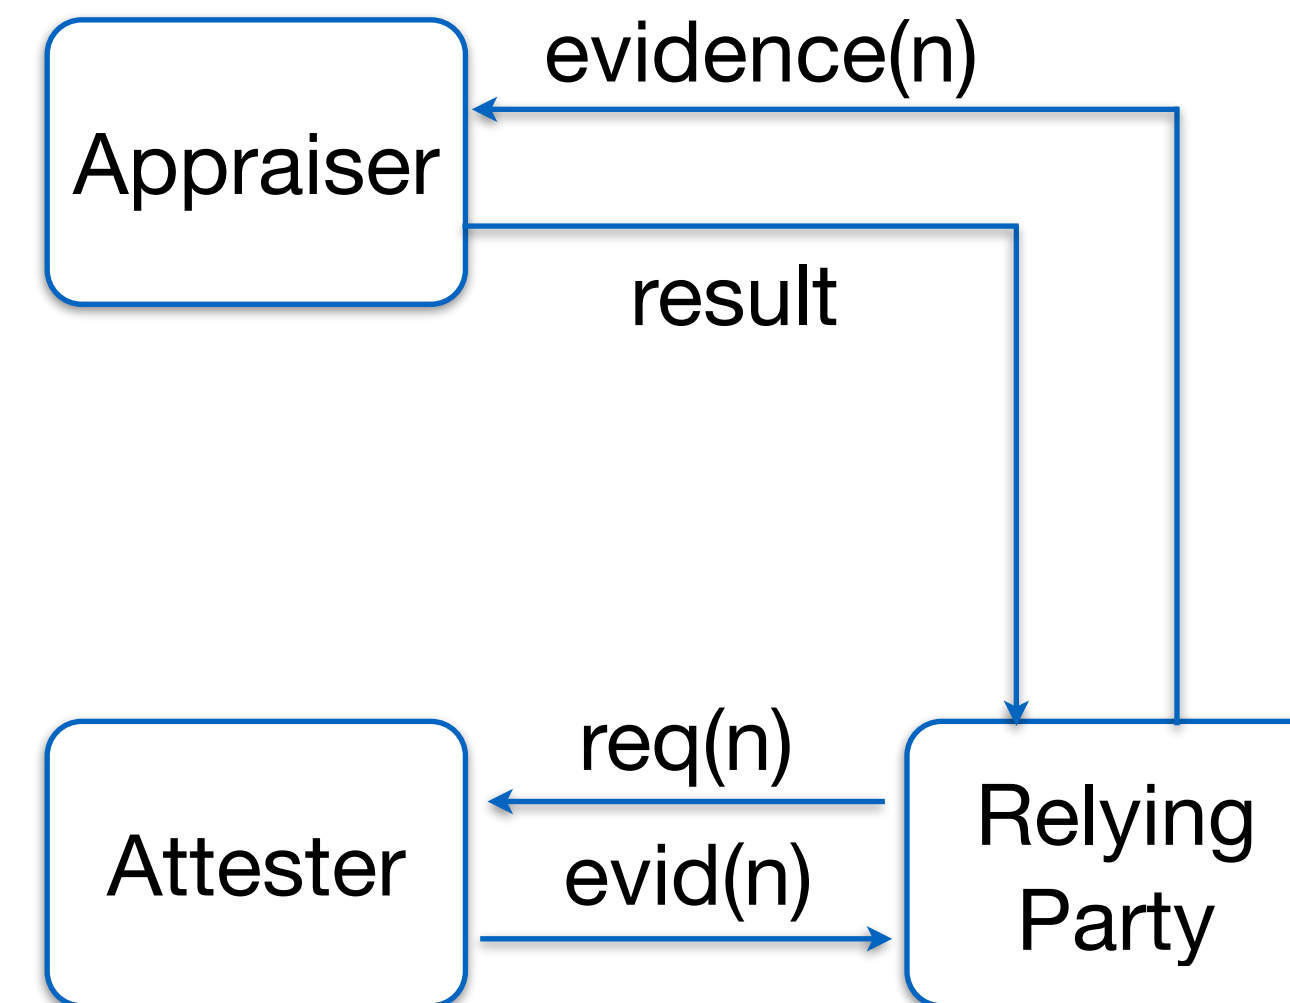 evidence(n)
Appraiser
result
req(n)
Attester
evid(n)
Relying
Party